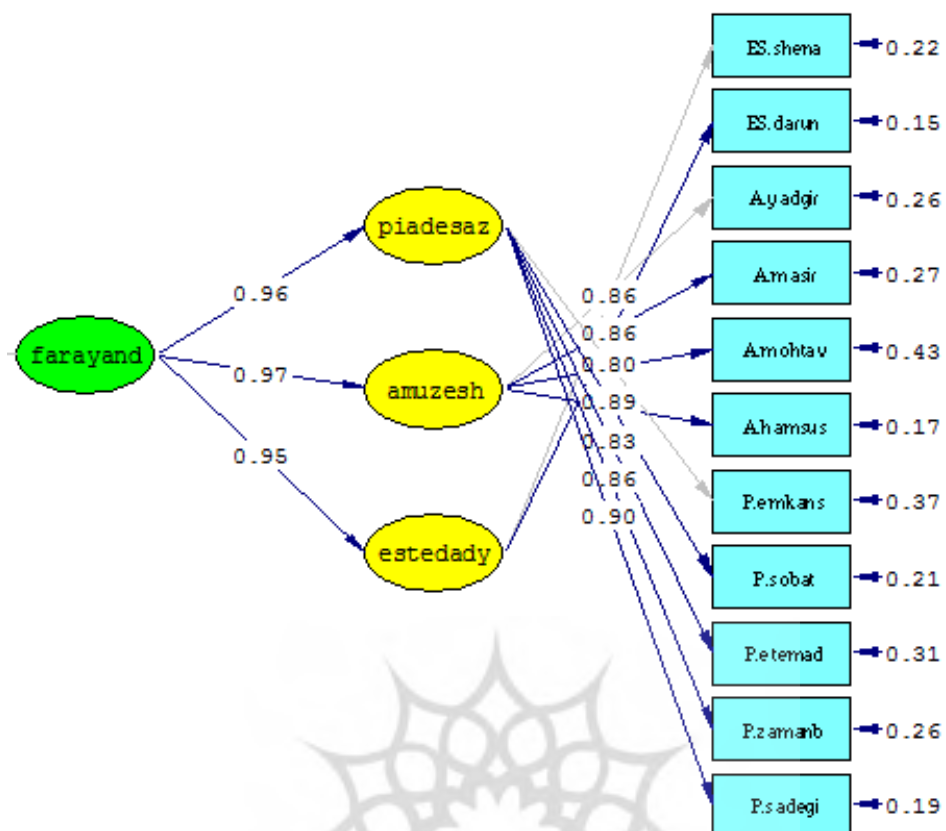 farayand
0.96
0.97
0.95
piadesaz
amuzesh
estedady
0.86
0.86
0.80
0.89
0.83
0.86
0.90
ES.shena 0.22
ES.darun 0.15
A.yadgir 0.26
A.masir 0.27
A.mohtav 0.43
A.hamsus 0.17
P.emkans 0.37
P.sobat 0.21
P.etemad 0.31
P.zamanb 0.26
P.sadegi 0.19